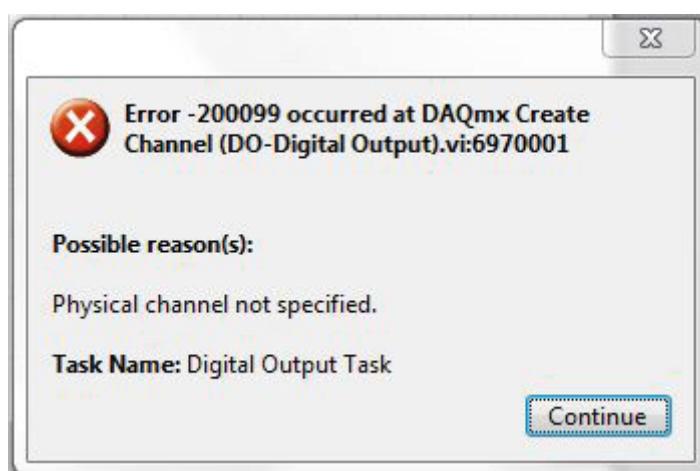 Error -200099 occurred at DAQmx Create
Channel (DO-Digital Output).vi:6970001
Possible reason(s):
Physical channel not specified.
Task Name: Digital Output Task
Continue